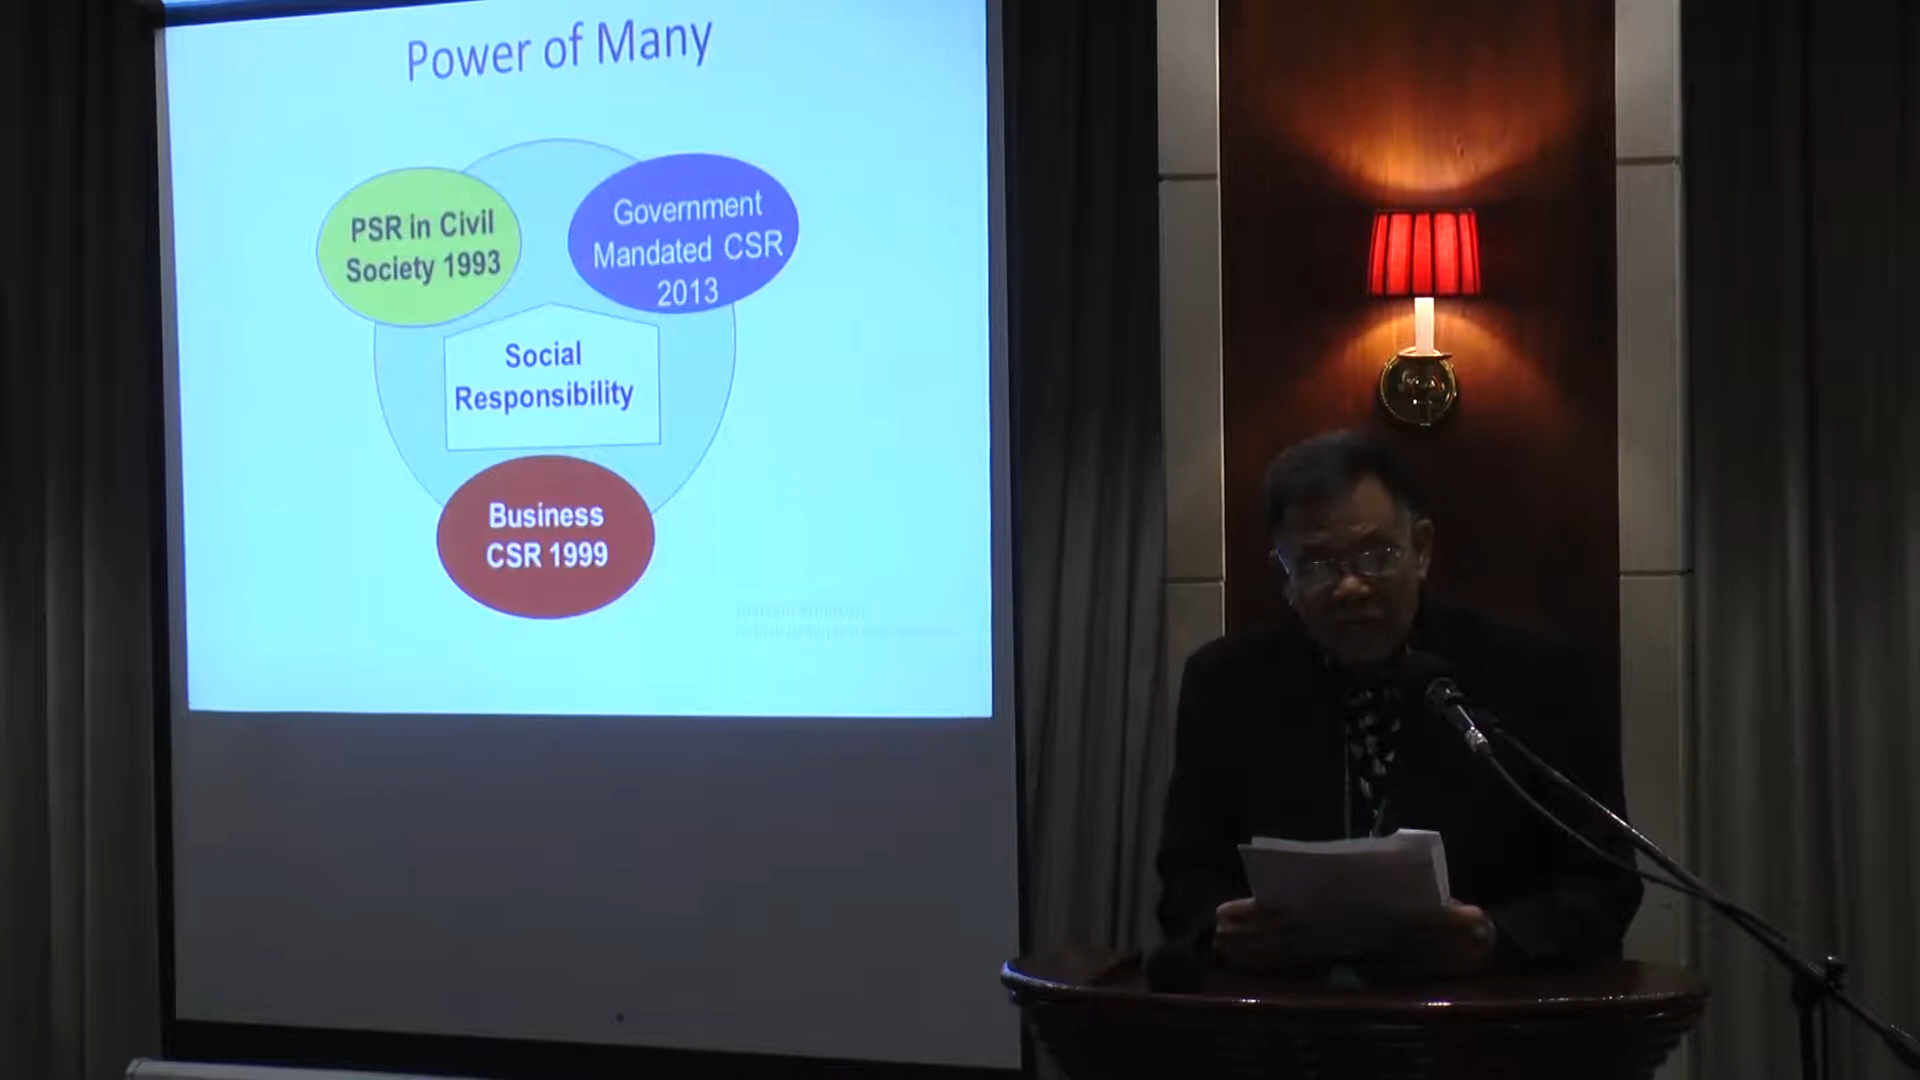 Power of Many
PSR in Civil
Society 1993
Government
Mandated CSR
2013
Social
Responsibility
Business
CSR 1999